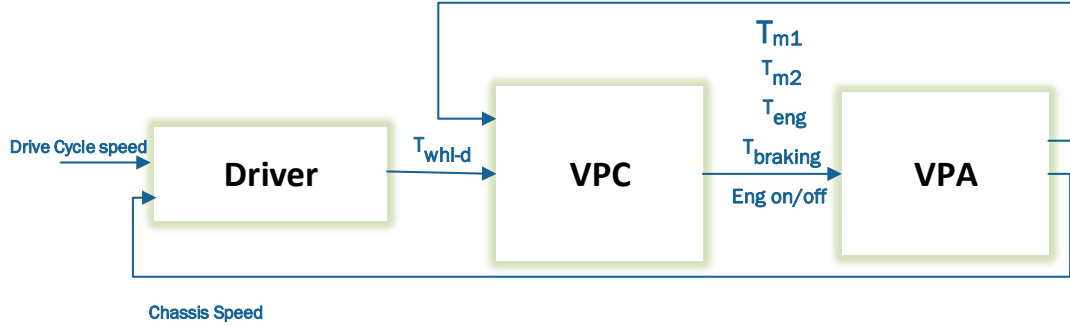 Drive Cycle speed
Driver
Twhl-d
VPC
Tm1
Tm2
Teng
Tbraking
Eng on/off
VPA
Chassis Speed